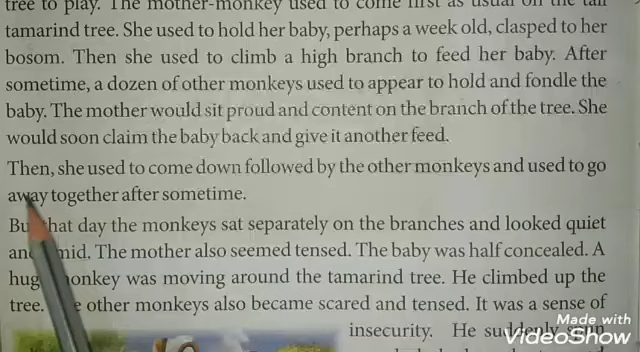 tree to play. The mother-monkey used to come first as usual on the tall
tamarind tree. She used to hold her baby, perhaps a week old, clasped to her
bosom. Then she used to climb a high branch to feed her baby. After
sometime, a dozen of other monkeys used to appear to hold and fondle the
baby. The mother would sit proud and content on the branch of the tree. She
would soon claim the baby back and give it another feed.
Then, she used to come down followed by the other monkeys and used to go
away together after sometime.
But that day the monkeys sat separately on the branches and looked quiet
and mid. The mother also seemed tensed. The baby was half concealed. A
huge monkey was moving around the tamarind tree. He climbed up the
tree. other monkeys also became scared and tensed. It was a sense of
insecurity. He suddenly
Made with
VideoShow